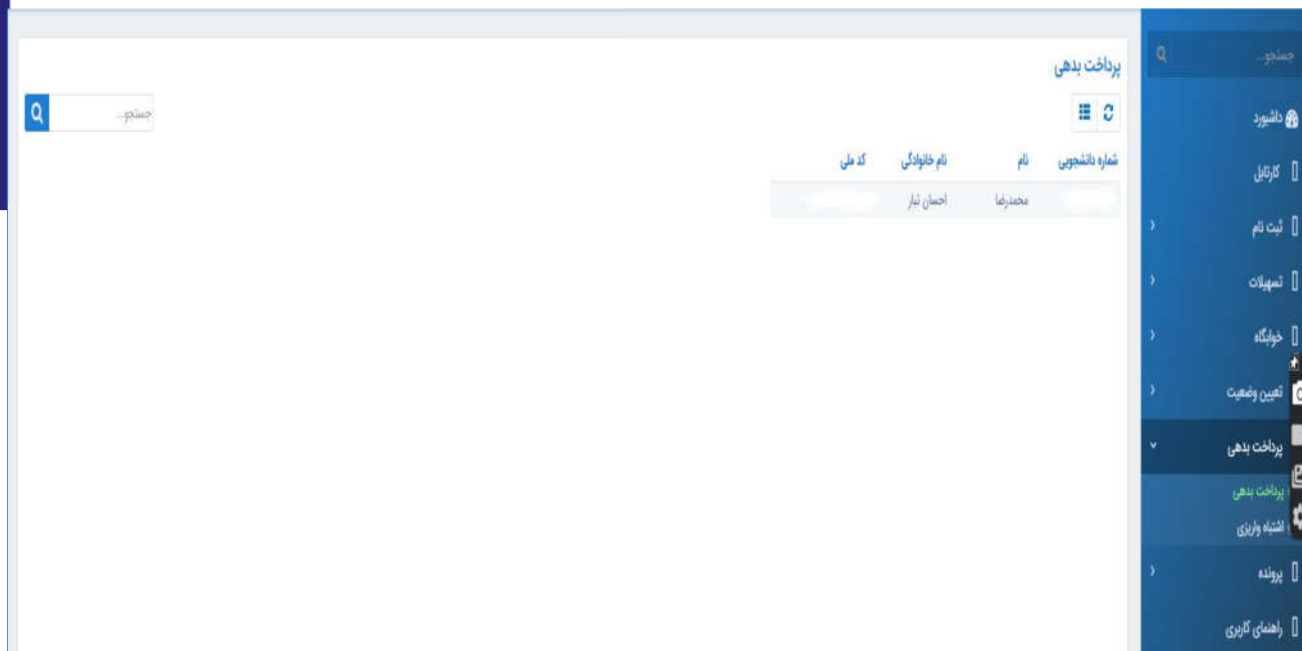 جستجو...
داشبورد
کارتابل
ثبت نام
تسهیلات
خوابگاه
تعیین وضعیت
پرداخت بدهی
پرداخت بدهی
اشتباه واریزی
پرونده
راهنمای کاربری
پرداخت بدهی
جستجو...
شماره دانشجویی نام نام خانوادگی کد ملی
محمدرضا احسان تبار